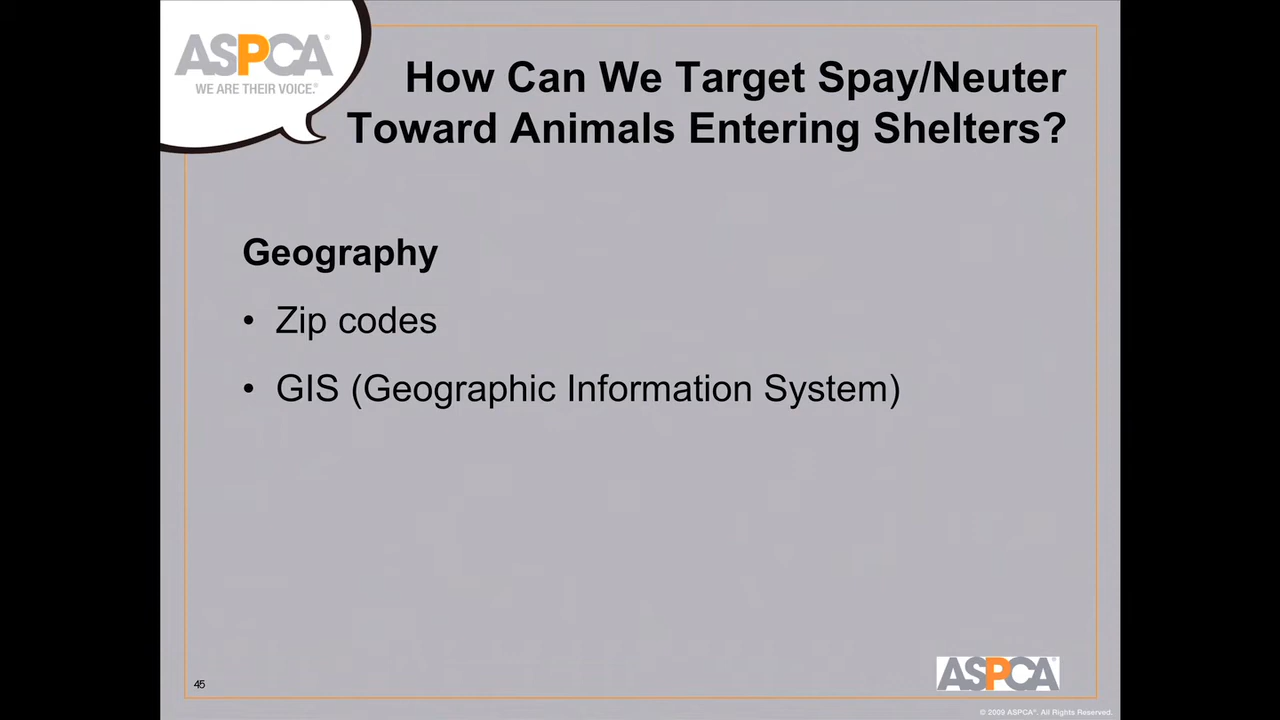 ASPCA®
WE ARE THEIR VOICE.®
How Can We Target Spay/Neuter
Toward Animals Entering Shelters?
Geography
• Zip codes
• GIS (Geographic Information System)
45
ASPCA®
© 2009 ASPCA®. All Rights Reserved.